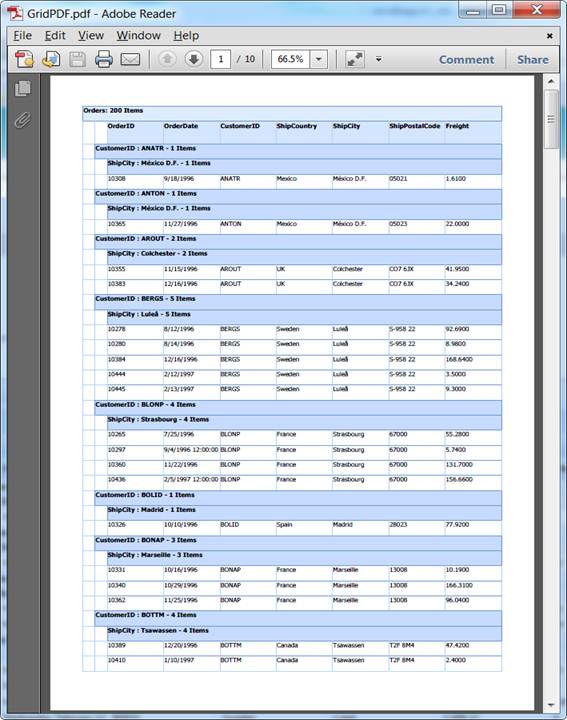 GridPDF.pdf - Adobe Reader
File Edit View Window Help
1 / 10 66.5% Comment Share
Orders: 200 Items
OrderID OrderDate CustomerID ShipCountry ShipCity ShipPostalCode Freight
CustomerID : ANATR - 1 Items
ShipCity : México D.F. - 1 Items
10308 9/18/1996 ANATR Mexico México D.F. 05021 1.6100
CustomerID : ANTON - 1 Items
ShipCity : México D.F. - 1 Items
10365 11/27/1996 ANTON Mexico México D.F. 05023 22.0000
CustomerID : AROUT - 2 Items
ShipCity : Colchester - 2 Items
10355 11/15/1996 AROUT UK Colchester CO7 6JX 41.9500
10383 12/16/1996 AROUT UK Colchester CO7 6JX 34.2400
CustomerID : BERGS - 5 Items
ShipCity : Luleå - 5 Items
10278 8/12/1996 BERGS Sweden Luleå S-958 22 92.6900
10280 8/14/1996 BERGS Sweden Luleå S-958 22 8.9800
10384 12/16/1996 BERGS Sweden Luleå S-958 22 168.6400
10444 2/12/1997 BERGS Sweden Luleå S-958 22 3.5000
10445 2/13/1997 BERGS Sweden Luleå S-958 22 9.3000
CustomerID : BLONP - 4 Items
ShipCity : Strasbourg - 4 Items
10265 7/25/1996 BLONP France Strasbourg 67000 55.2800
10297 9/4/1996 12:00:00 BLONP France Strasbourg 67000 5.7400
10360 11/22/1996 BLONP France Strasbourg 67000 131.7000
10436 2/5/1997 12:00:00 BLONP France Strasbourg 67000 156.6600
CustomerID : BOLID - 1 Items
ShipCity : Madrid - 1 Items
10326 10/10/1996 BOLID Spain Madrid 28023 77.9200
CustomerID : BONAP - 3 Items
ShipCity : Marseille - 3 Items
10331 10/16/1996 BONAP France Marseille 13008 10.1900
10340 10/29/1996 BONAP France Marseille 13008 166.3100
10362 11/25/1996 BONAP France Marseille 13008 96.0400
CustomerID : BOTTM - 4 Items
ShipCity : Tsawassen - 4 Items
10389 12/20/1996 BOTTM Canada Tsawassen T2F 8M4 47.4200
10410 1/10/1997 BOTTM Canada Tsawassen T2F 8M4 2.4000